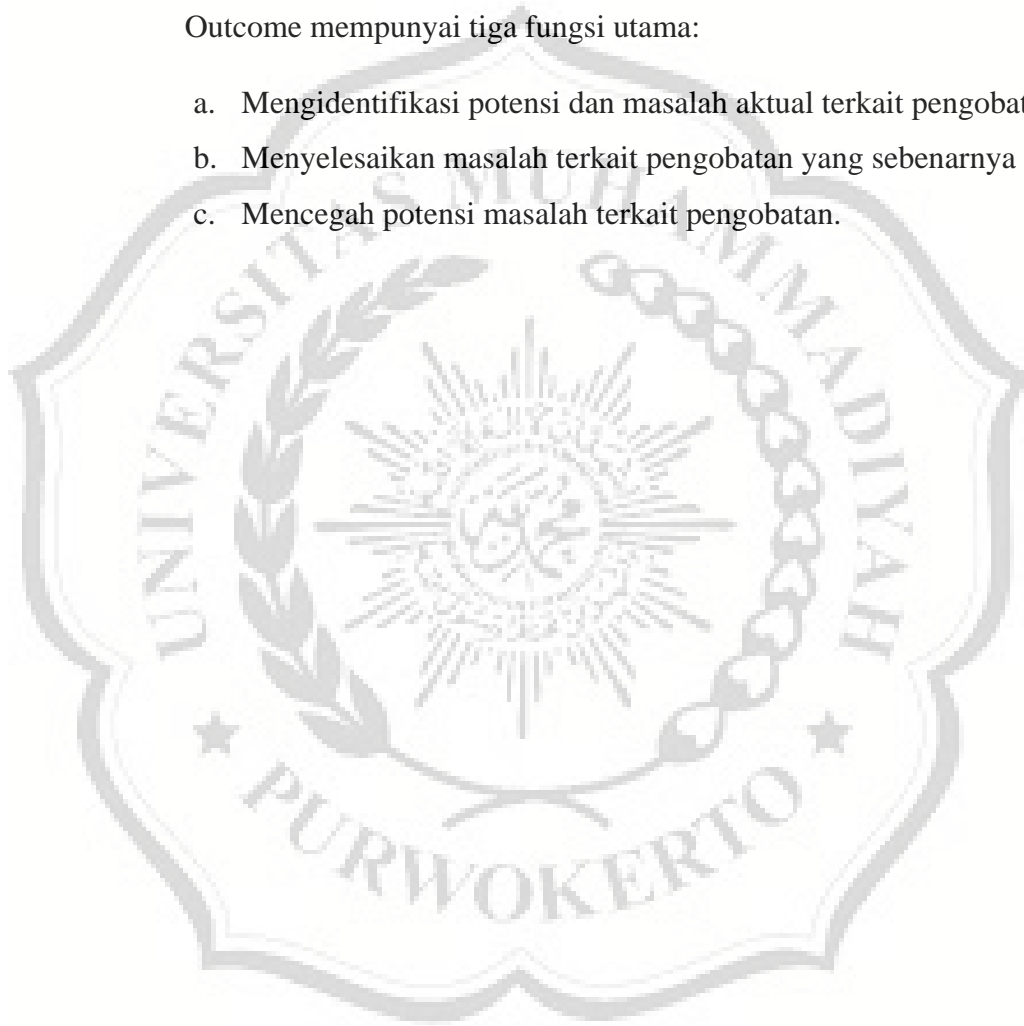 Outcome mempunyai tiga fungsi utama:
a. Mengidentifikasi potensi dan masalah aktual terkait
b. Menyelesaikan masalah terkait pengobatan yang sebenarnya
c. Mencegah potensi masalah terkait pengobatan.
UNIVERSITAS MUHAMMADIYAH
PURWOKERTO